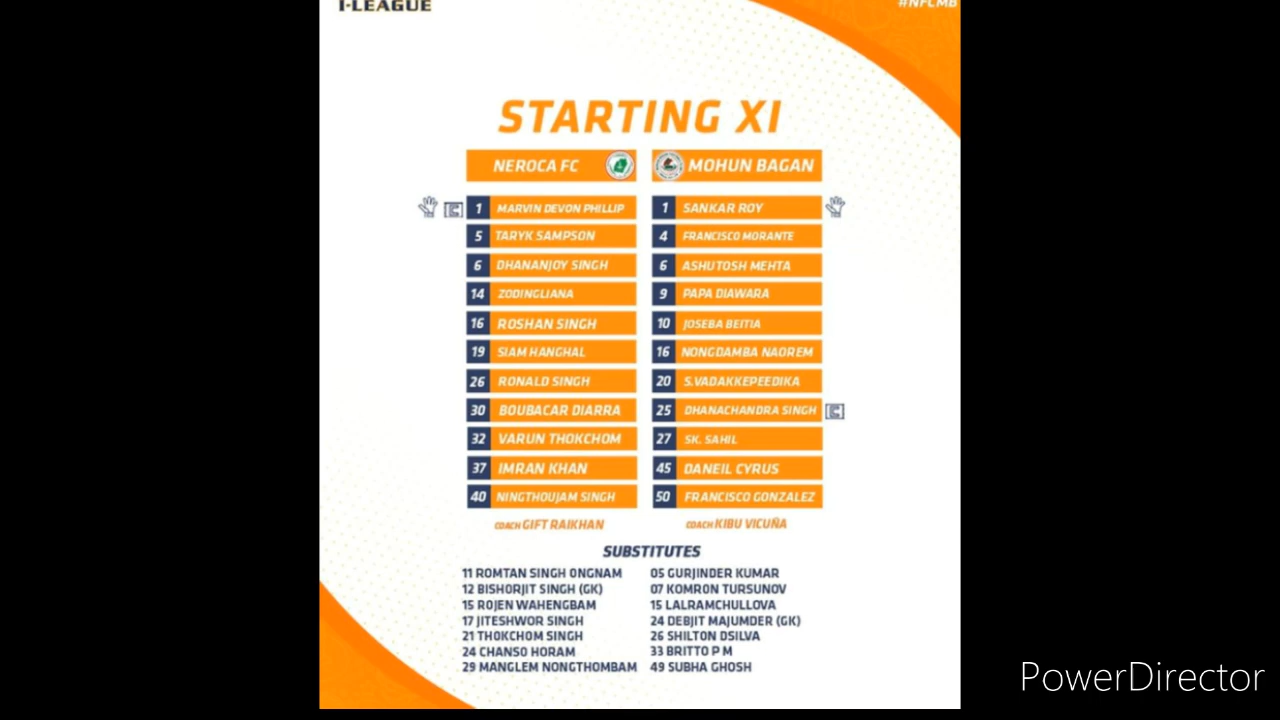 I-LEAGUE
#NFCMB
STARTING XI
NEROCA FC
MOHUN BAGAN
1 MARVIN DEVON PHILLIP
1 SANKAR ROY
5 TARYK SAMPSON
4 FRANCISCO MORANTE
6 DHANANJOY SINGH
6 ASHUTOSH MEHTA
14 ZODINGLIANA
9 PAPA DIAWARA
16 ROSHAN SINGH
10 JOSEBA BEITIA
19 SIAM HANGHAL
16 NONGDAMBA NAOREM
26 RONALD SINGH
20 S.VADAKKEPEEDIKA
30 BOUBACAR DIARRA
25 DHANACHANDRA SINGH
32 VARUN THOKCHOM
27 SK. SAHIL
37 IMRAN KHAN
45 DANEIL CYRUS
40 NINGTHOUJAM SINGH
50 FRANCISCO GONZALEZ
COACH GIFT RAIKHAN
COACH KIBU VICUÑA
SUBSTITUTES
11 ROMTAN SINGH ONGNAM
05 GURJINDER KUMAR
12 BISHORJIT SINGH (GK)
07 KOMRON TURSUNOV
15 ROJEN WAHENGBAM
15 LALRAMCHULLOVA
17 JITESHWOR SINGH
24 DEBJIT MAJUMDER (GK)
21 THOKCHOM SINGH
26 SHILTON DSILVA
24 CHANSO HORAM
33 BRITTO P M
29 MANGLEM NONGTHOMBAM
49 SUBHA GHOSH
PowerDirector